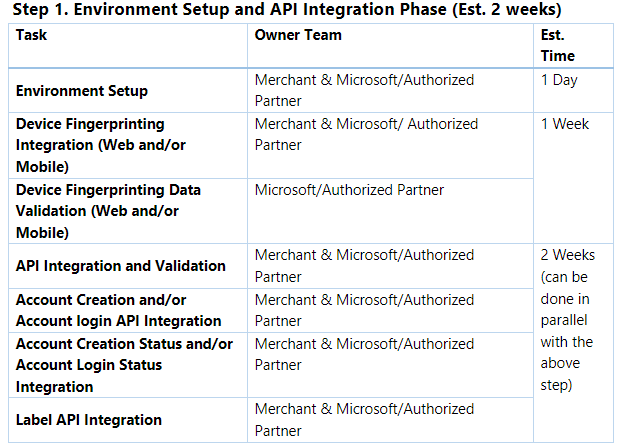 Step 1. Environment Setup and API Integration Phase (Est. 2 weeks)
Task
Owner Team
Est.
Time
Environment Setup
Merchant & Microsoft/Authorized
Partner
1 Day
Device Fingerprinting
Integration (Web and/or
Mobile)
Merchant & Microsoft/ Authorized
Partner
1 Week
Device Fingerprinting Data
Validation (Web and/or
Mobile)
Microsoft/Authorized Partner
API Integration and Validation
Merchant & Microsoft/Authorized
Partner
2 Weeks
(can be
done in
parallel
with the
above
step)
Account Creation and/or
Account login API Integration
Merchant & Microsoft/Authorized
Partner
Account Creation Status and/or
Account Login Status
Integration
Merchant & Microsoft/Authorized
Partner
Label API Integration
Merchant & Microsoft/Authorized
Partner